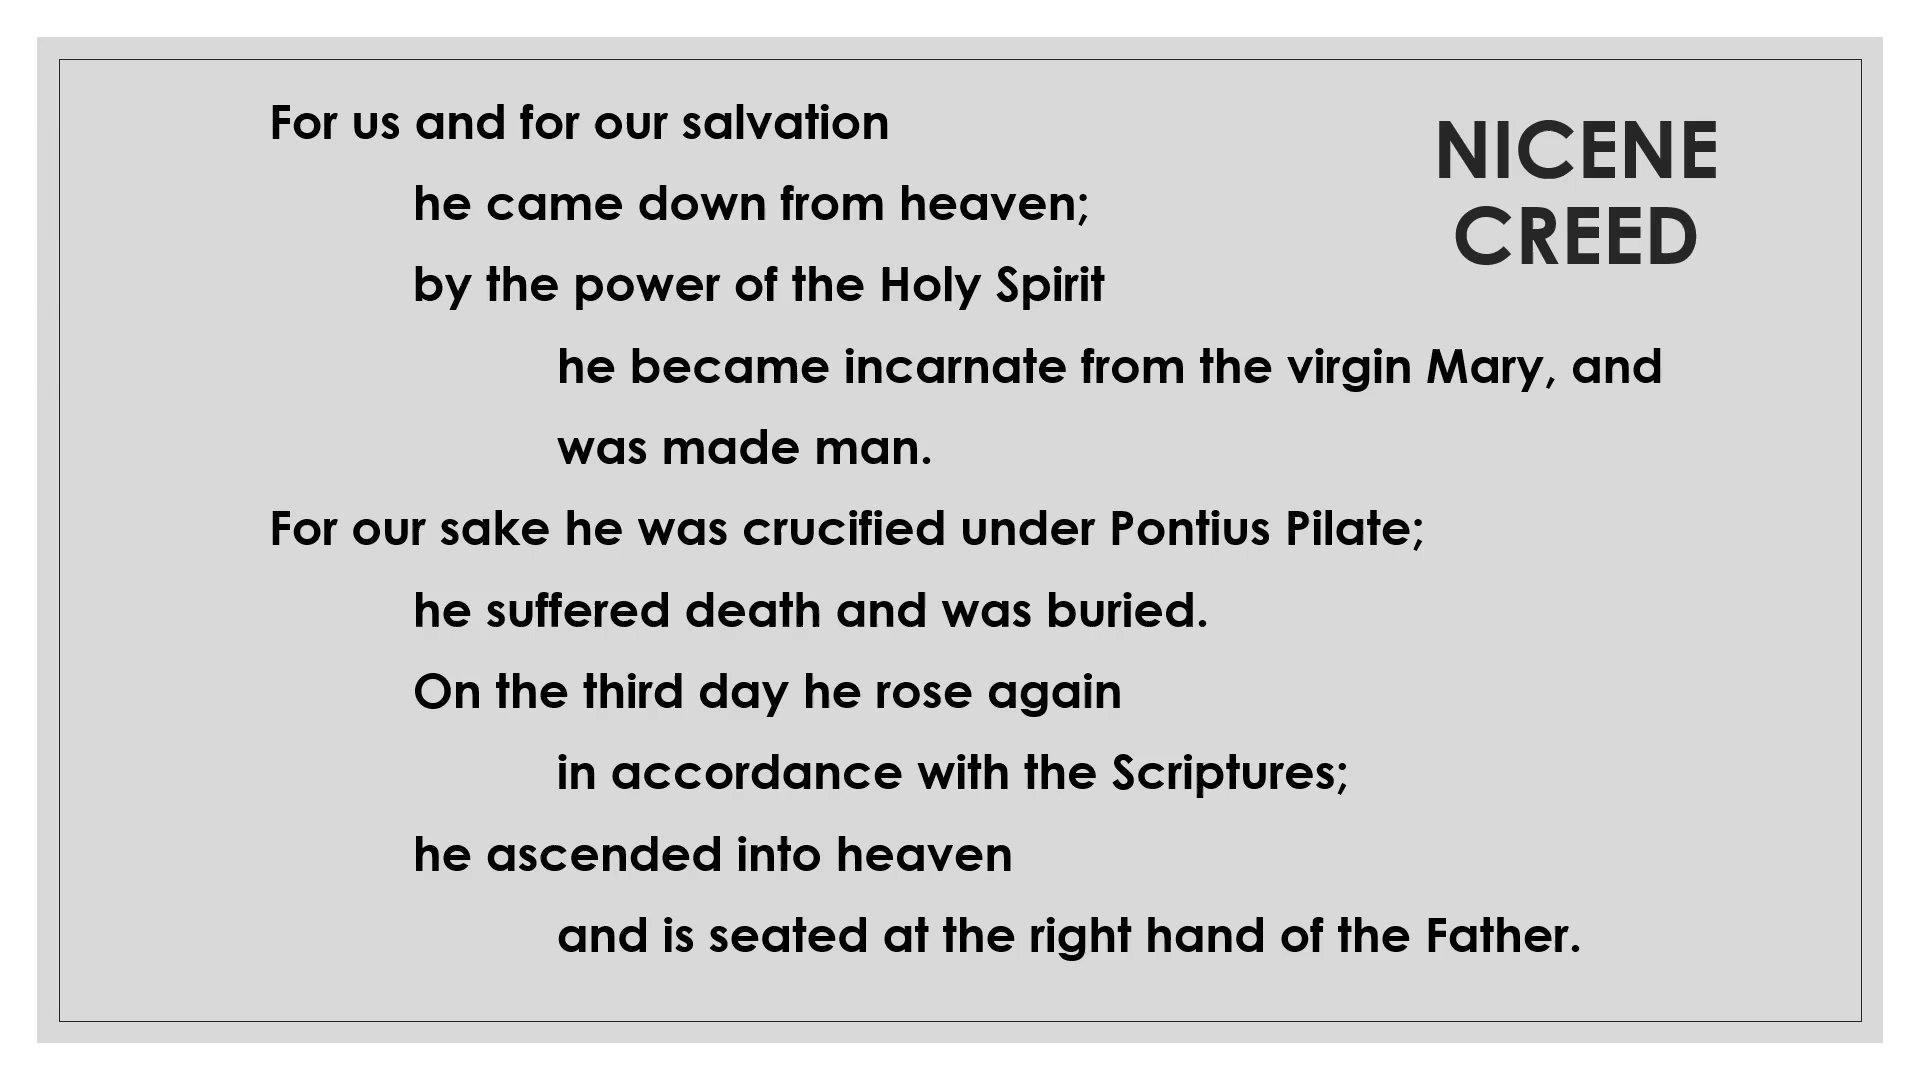 For us and for our salvation
he came down from heaven;
by the power of the Holy Spirit
he became incarnate from the virgin Mary, and
was made man.
For our sake he was crucified under Pontius Pilate;
he suffered death and was buried.
On the third day he rose again
in accordance with the Scriptures;
he ascended into heaven
and is seated at the right hand of the Father.
NICENE
CREED